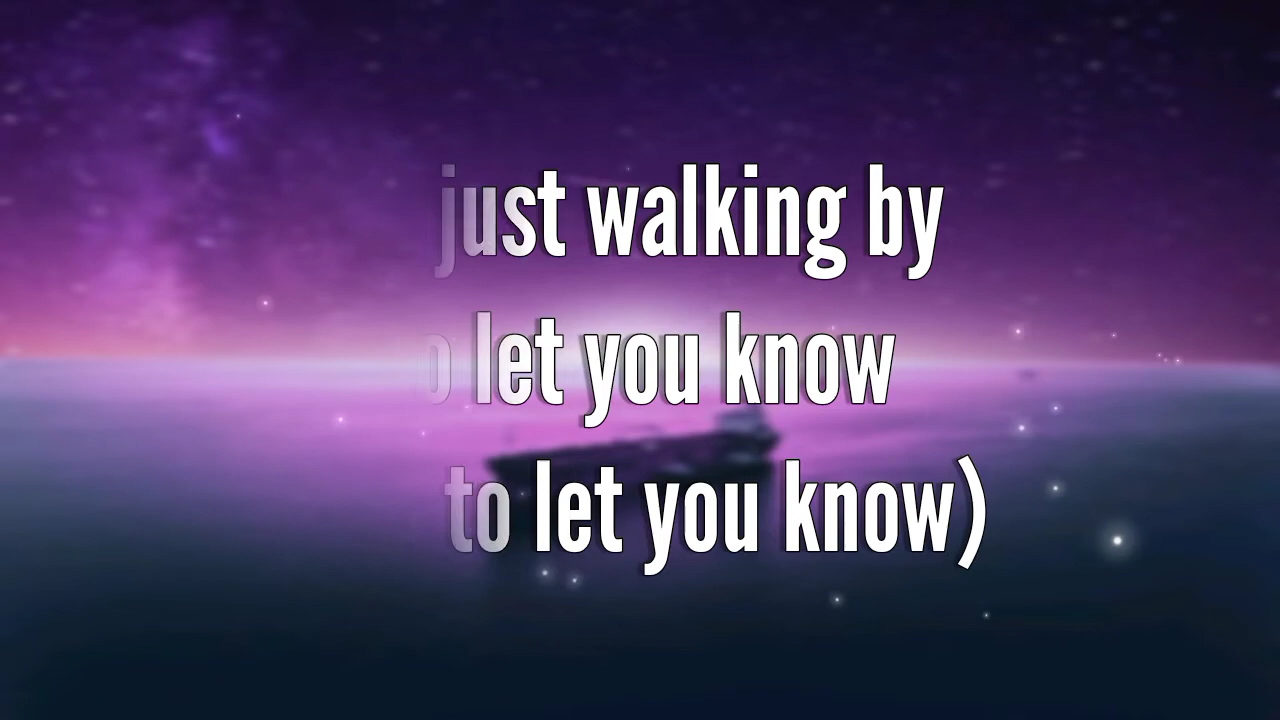 just walking by
o let you know
to let you know)